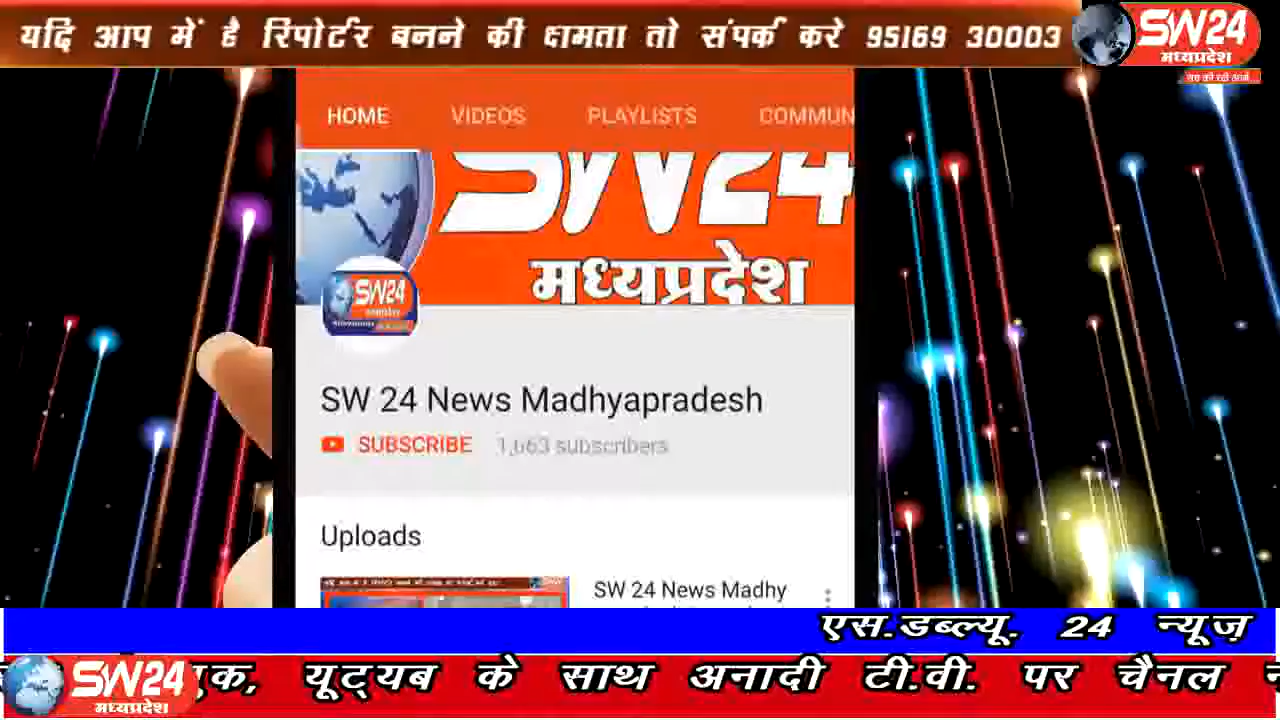 यदि आप में है रिपोर्टर बनने की क्षमता तो संपर्क करे 95169 30003
SW24
मध्यप्रदेश
HOME VIDEOS PLAYLISTS COMMUN
SW24
मध्यप्रदेश
SW24
SW 24 News Madhyapradesh
SUBSCRIBE 1,663 subscribers
Uploads
SW 24 News Madhy
एस.डब्ल्यू. 24 न्यूज़
SW24
मध्यप्रदेश
ुक, यूट्यब के साथ अनादी टी.वी. पर चैनल